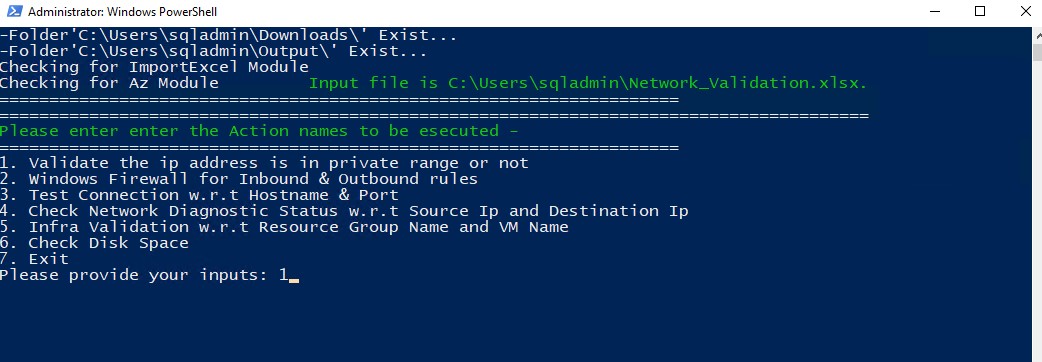 Administrator: Windows PowerShell
-Folder'C:\Users\sqladmin\Downloads\' Exist...
-Folder'C:\Users\sqladmin\Output\' Exist...
Checking for ImportExcel Module
Checking for Az Module Input file is C:\Users\sqladmin\Network_Validation.xlsx.
====================================================================
=======================================================================================
Please enter enter the Action names to be esecuted -
====================================================================
1. Validate the ip address is in private range or not
2. Windows Firewall for Inbound & Outbound rules
3. Test Connection w.r.t Hostname & Port
4. Check Network Diagnostic Status w.r.t Source Ip and Destination Ip
5. Infra Validation w.r.t Resource Group Name and VM Name
6. Check Disk Space
7. Exit
Please provide your inputs: 1